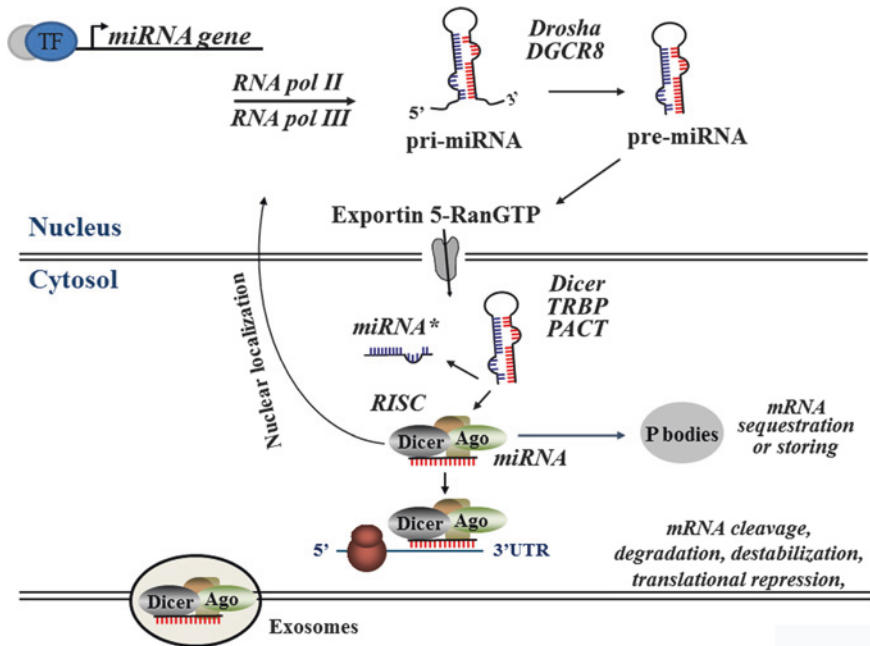 TF
miRNA gene
RNA pol II
RNA pol III
5’
3’
pri-miRNA
Drosha
DGCR8
pre-miRNA
Exportin 5-RanGTP
Nucleus
Cytosol
Nuclear localization
miRNA*
Dicer
TRBP
PACT
RISC
Dicer
Ago
miRNA
P bodies
mRNA
sequestration
or storing
Dicer
Ago
5’
3’UTR
mRNA cleavage,
degradation, destabilization,
translational repression,
Dicer
Ago
Exosomes